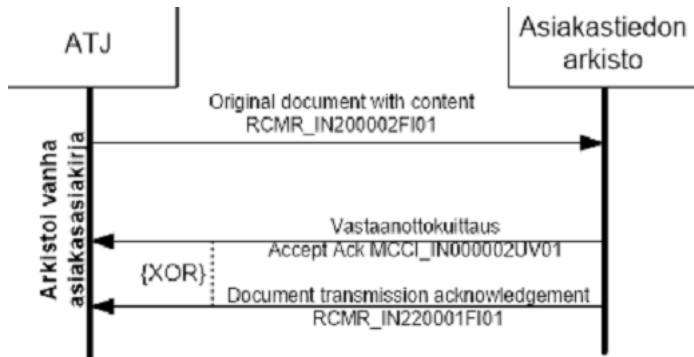 ATJ
Asiakastiedon
arkisto
Original document with content
RCMR_IN200002FI01
Arkistoi vanha
asiakasasiakirja
Vastaanottokuittaus
Accept Ack MCCI_IN000002UV01
{XOR}
Document transmission acknowledgement
RCMR_IN220001FI01